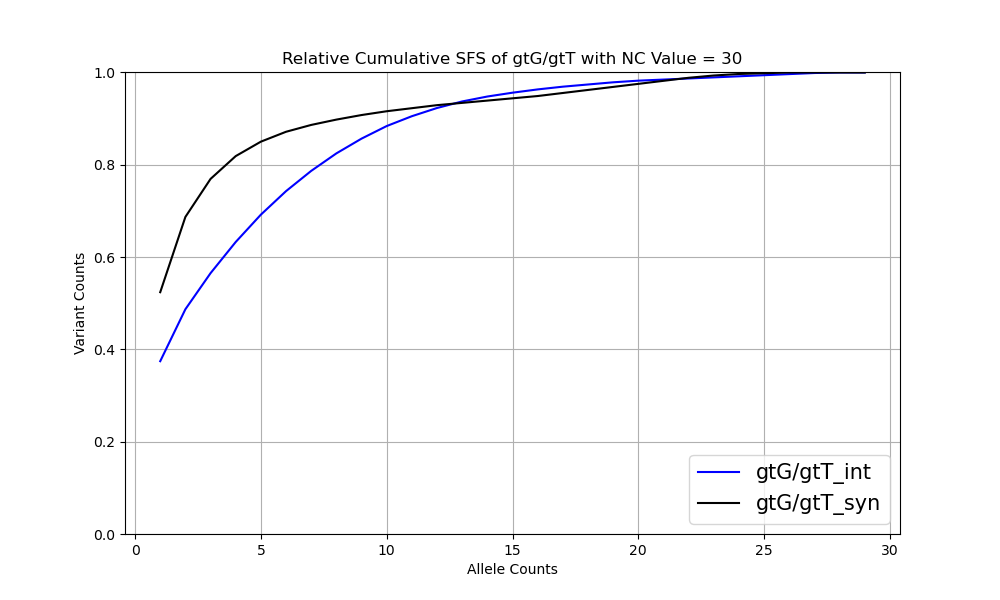 Relative Cumulative SFS of gtG/gtT with NC Value = 30
1.0
0.8
0.6
0.4
0.2
0.0
Variant Counts
gtG/gtT_int
gtG/gtT_syn
0 5 10 15 20 25 30
Allele Counts